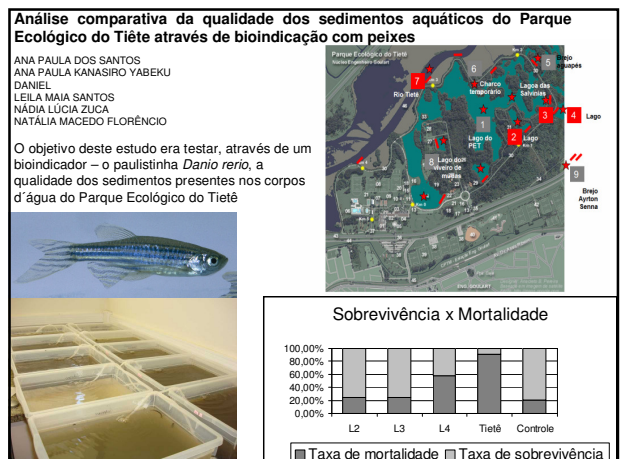 Análise comparativa da qualidade dos sedimentos aquáticos do Parque
Ecológico do Tiête através de bioindicação com peixes
ANA PAULA DOS SANTOS
ANA PAULA KANASIRO YABEKU
DANIEL
LEILA MAIA SANTOS
NÁDIA LÚCIA ZUCA
NATÁLIA MACEDO FLORÊNCIO
O objetivo deste estudo era testar, através de um
bioindicador – o paulistinha Danio rerio, a
qualidade dos sedimentos presentes nos corpos
d´água do Parque Ecológico do Tietê
Parque Ecológico do Tietê
Núcleo Engenheiro Goulart
7
6
5
Brejo
aguapés
Rio Tietê
Charco
temporário
Lagoa das
Salvinias
1
3
4
Lago
2
Lago
Lago do
PET
8
Lago do
viveiro de
mudas
9
Brejo
Ayrton
Senna
ENG. GOULART
Sobrevivência x Mortalidade
100,00%
80,00%
60,00%
40,00%
20,00%
0,00%
L2 L3 L4 Tietê Controle
Taxa de mortalidade Taxa de sobrevivência